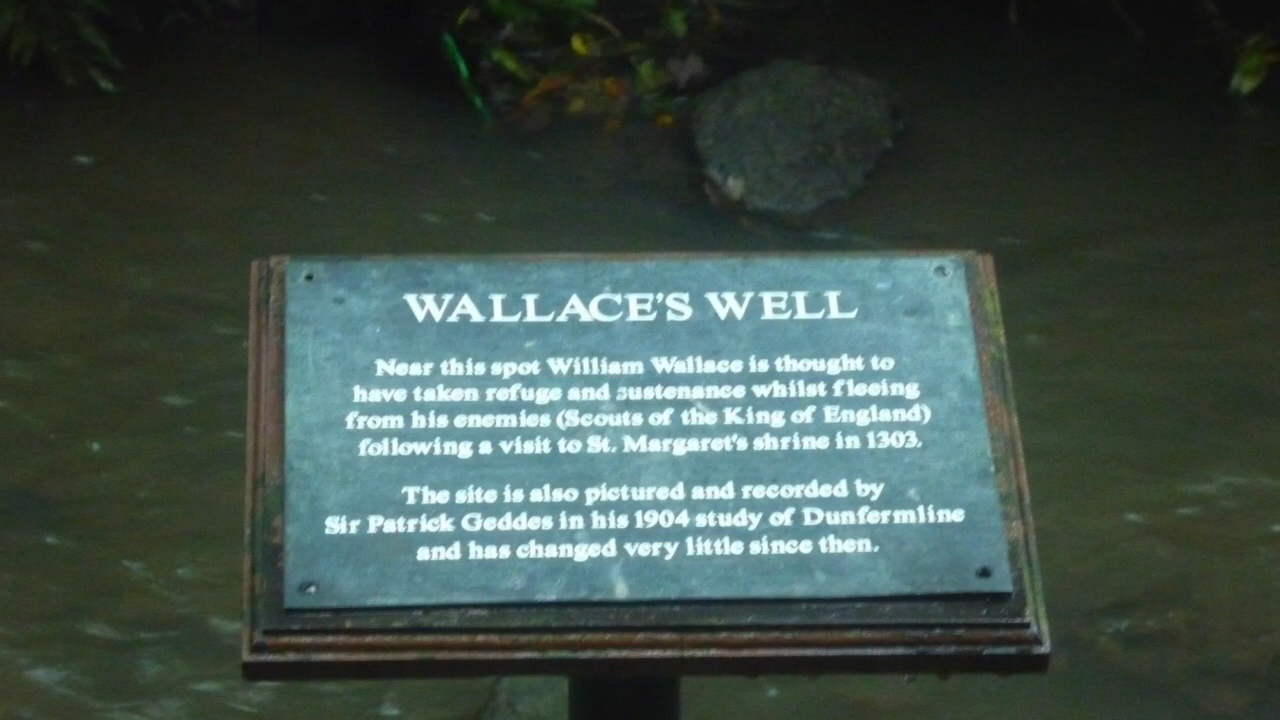 WALLACE'S WELL
Near this spot William Wallace is thought to
have taken refuge and sustenance whilst fleeing
from his enemies (Scouts of the King of England)
following a visit to St. Margaret's shrine in 1303.
The site is also pictured and recorded by
Sir Patrick Geddes in his 1904 study of Dunfermline
and has changed very little since then.